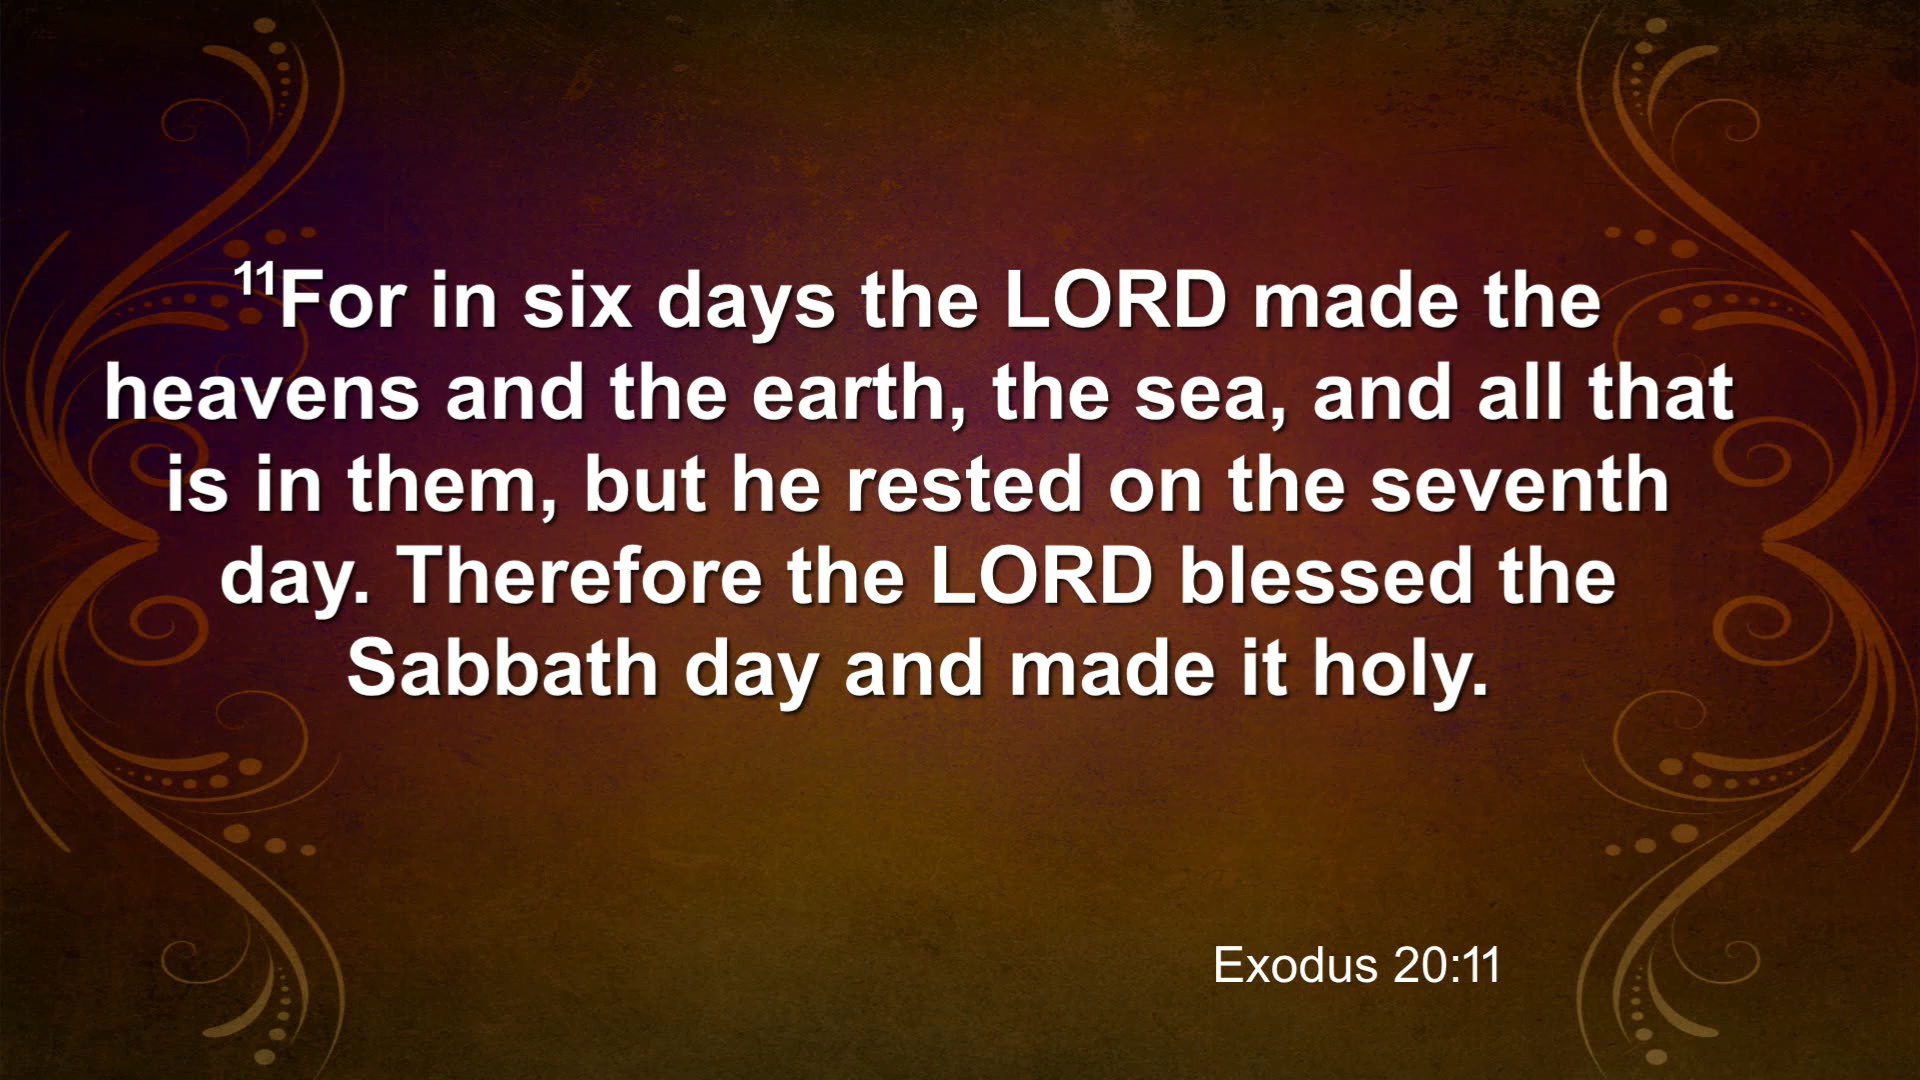 11For in six days the LORD made the
heavens and the earth, the sea, and all that
is in them, but he rested on the seventh
day. Therefore the LORD blessed the
Sabbath day and made it holy.
Exodus 20:11